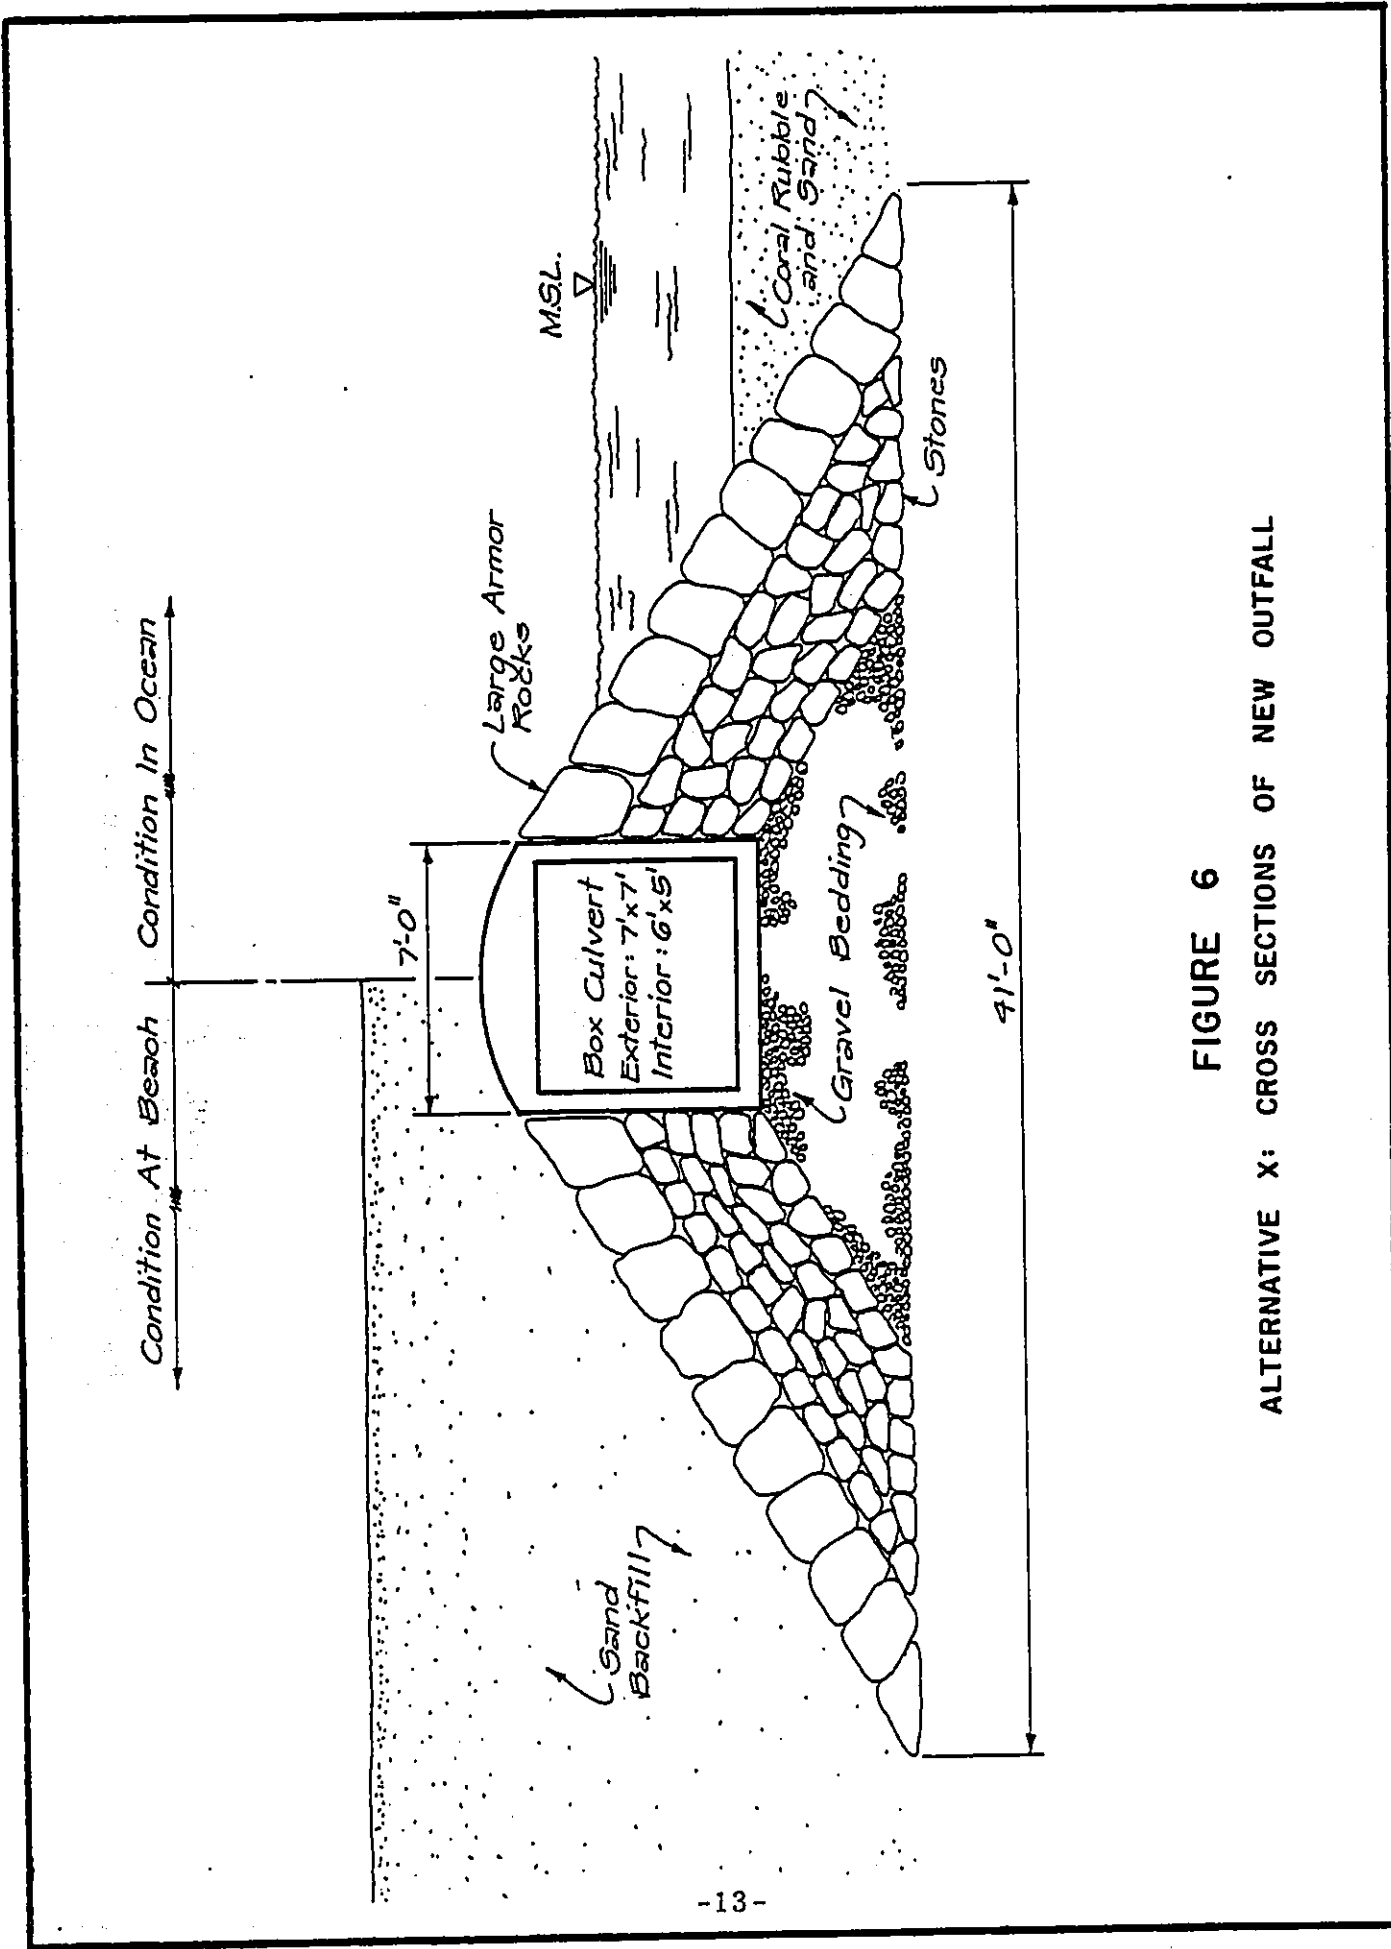 Condition At Beach
Condition In Ocean
7'-0"
Large Armor
Rocks
M.S.L.
Sand
Backfill
Box Culvert
Exterior: 7'x7'
Interior: 6'x5'
Coral Rubble
and Sand
Gravel Bedding
Stones
41'-0"
FIGURE 6
ALTERNATIVE X: CROSS SECTIONS OF NEW OUTFALL
-13-